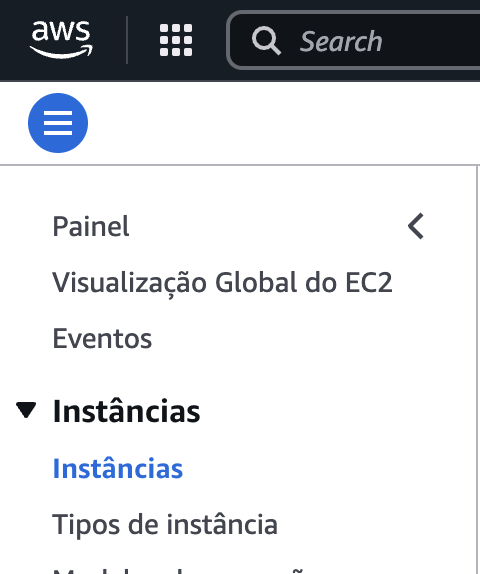 aws
Search
Painel
Visualização Global do EC2
Eventos
Instâncias
Instâncias
Tipos de instância